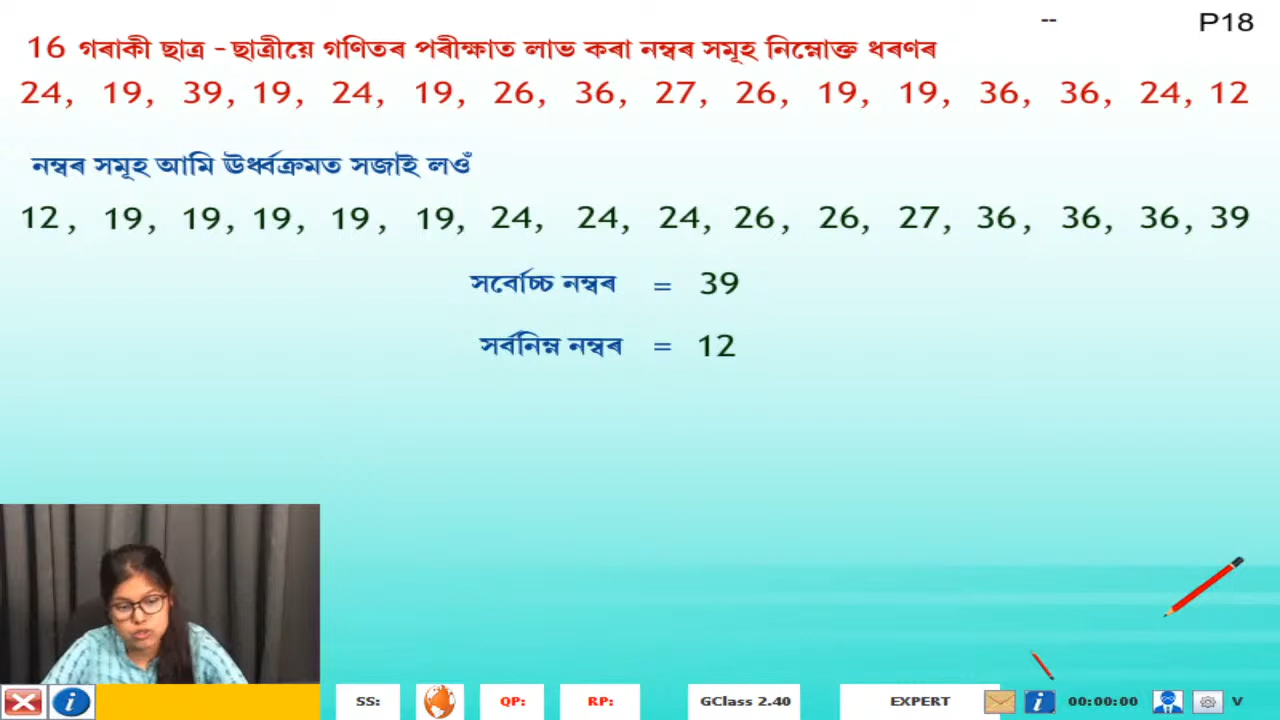 --
P18
16 গৰাকী ছাত্ৰ - ছাত্ৰীয়ে গণিতৰ পৰীক্ষাত লাভ কৰা নম্বৰ সমূহ নিম্নোক্ত ধৰণৰ
24, 19, 39, 19, 24, 19, 26, 36, 27, 26, 19, 19, 36, 36, 24, 12
নম্বৰ সমূহ আমি ঊৰ্ধ্বক্ৰমত সজাই লওঁ
12, 19, 19, 19, 19, 19, 24, 24, 24, 26, 26, 27, 36, 36, 36, 39
সৰ্বোচ্চ নম্বৰ = 39
সৰ্বনিম্ন নম্বৰ = 12
SS: QP: RP: GClass 2.40 EXPERT 00:00:00 V